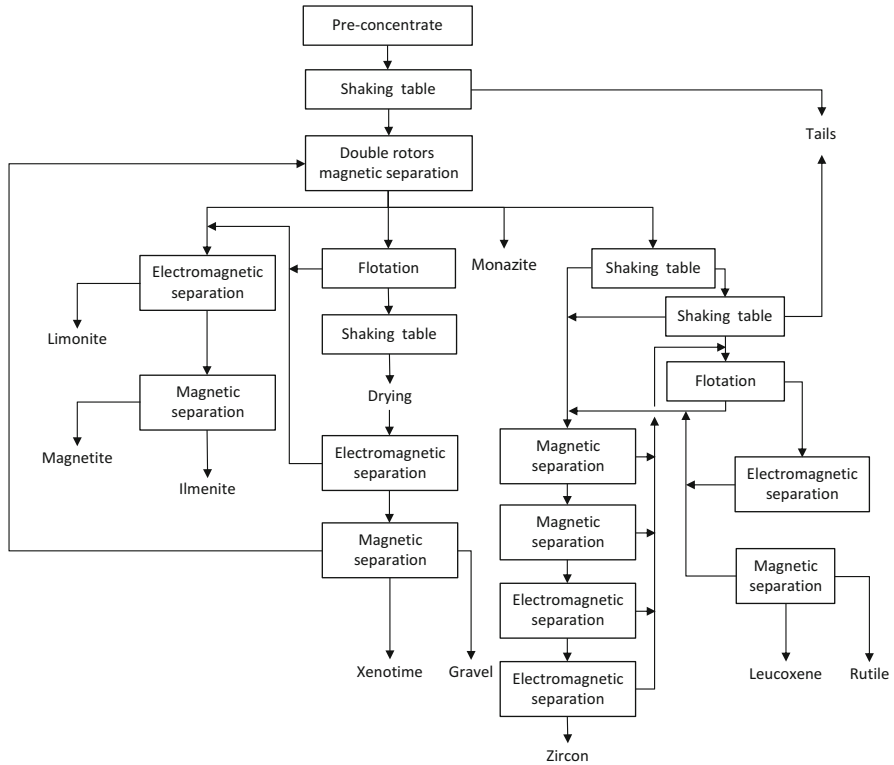 Pre-concentrate
Shaking table
Tails
Double rotors
magnetic separation
Monazite
Electromagnetic
separation
Flotation
Shaking table
Shaking table
Limonite
Shaking table
Flotation
Magnetic
separation
Drying
Magnetite
Ilmenite
Electromagnetic
separation
Magnetic
separation
Electromagnetic
separation
Magnetic
separation
Magnetic
separation
Magnetic
separation
Electromagnetic
separation
Xenotime
Gravel
Electromagnetic
separation
Leucoxene
Rutile
Zircon